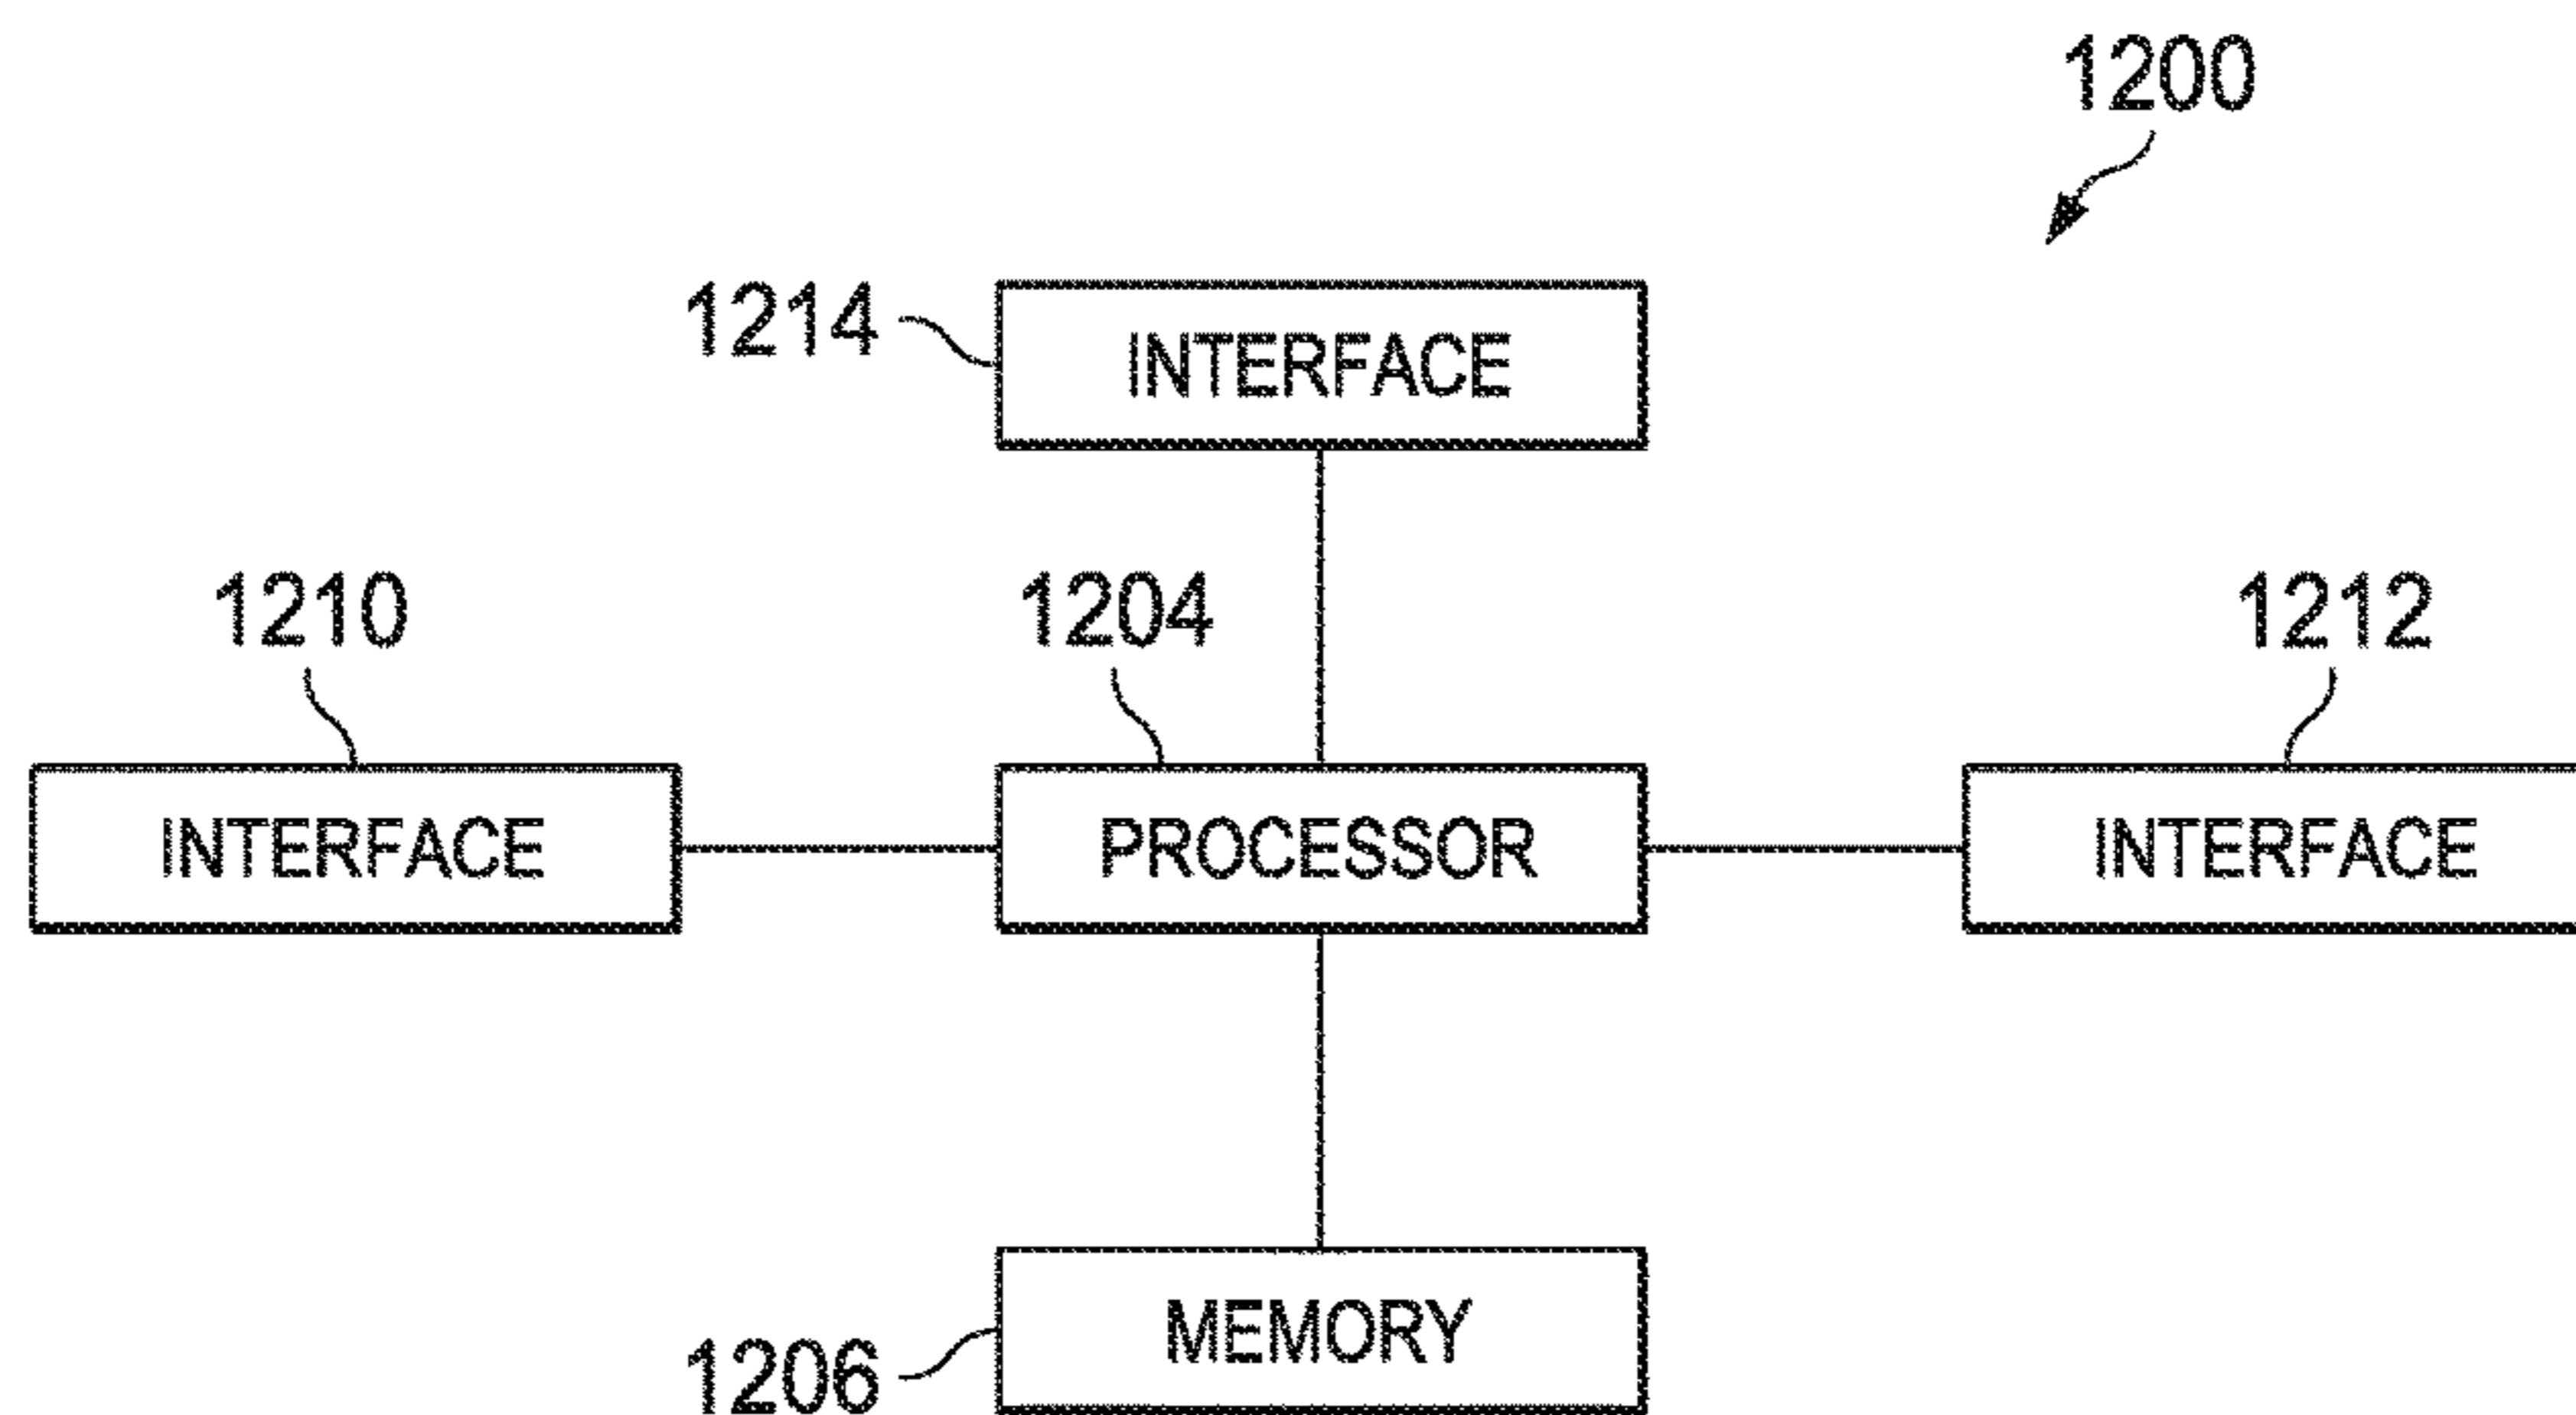 1200
1214
INTERFACE
1210
1204
1212
INTERFACE
PROCESSOR
INTERFACE
MEMORY
1206